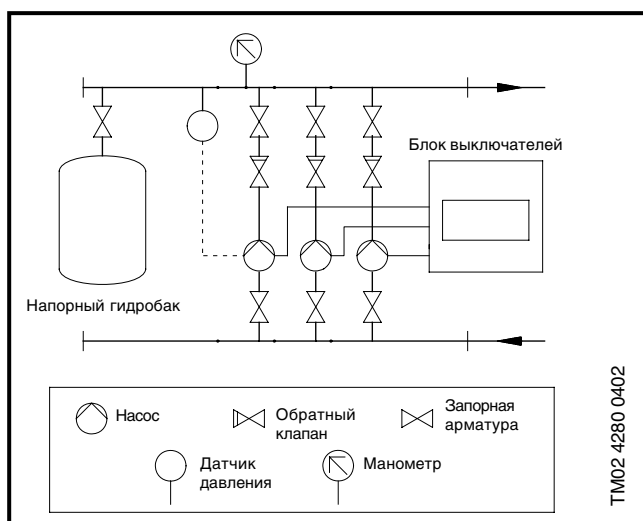 Блок выключателей
Напорный гидробак
Насос
Обратный
клапан
Запорная
арматура
Датчик
давления
Манометр
TM02 4280 0402